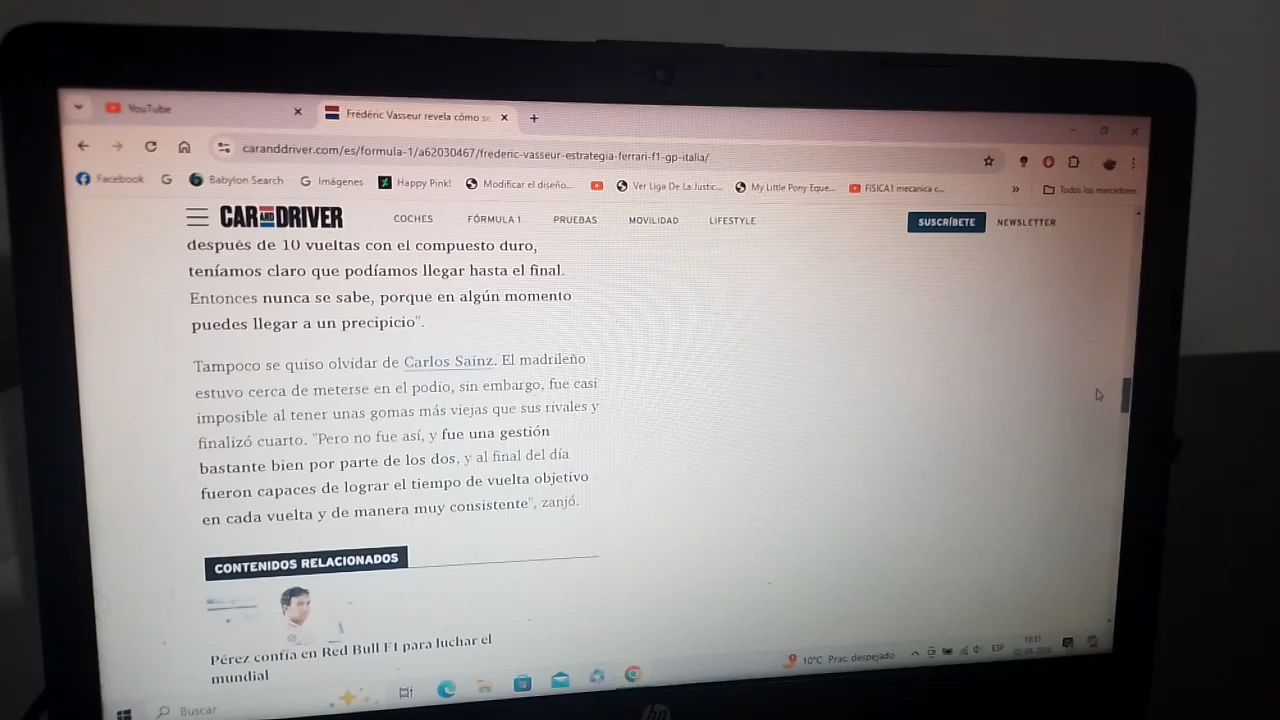 YouTube
Frédéric Vasseur revela cómo se
caranddriver.com/es/formula-1/a62030467/frederic-vasseur-estrategia-ferrari-f1-gp-italia/
Facebook G Babylon Search G Imágenes Happy Pink! Modificar el diseño... Ver Liga De La Justic... My Little Pony Eque... FISICA1 mecanica c... » Todos los marcadores
CAR AND DRIVER COCHES FÓRMULA 1 PRUEBAS MOVILIDAD LIFESTYLE SUSCRÍBETE NEWSLETTER
después de 10 vueltas con el compuesto duro,
teníamos claro que podíamos llegar hasta el final.
Entonces nunca se sabe, porque en algún momento
puedes llegar a un precipicio".
Tampoco se quiso olvidar de Carlos Sainz. El madrileño
estuvo cerca de meterse en el podio, sin embargo, fue casi
imposible al tener unas gomas más viejas que sus rivales y
finalizó cuarto. "Pero no fue así, y fue una gestión
bastante bien por parte de los dos, y al final del día
fueron capaces de lograr el tiempo de vuelta objetivo
en cada vuelta y de manera muy consistente", zanjó.
CONTENIDOS RELACIONADOS
Pérez confía en Red Bull F1 para luchar el
mundial
Buscar
10°C Prac. despejado ESP
hp